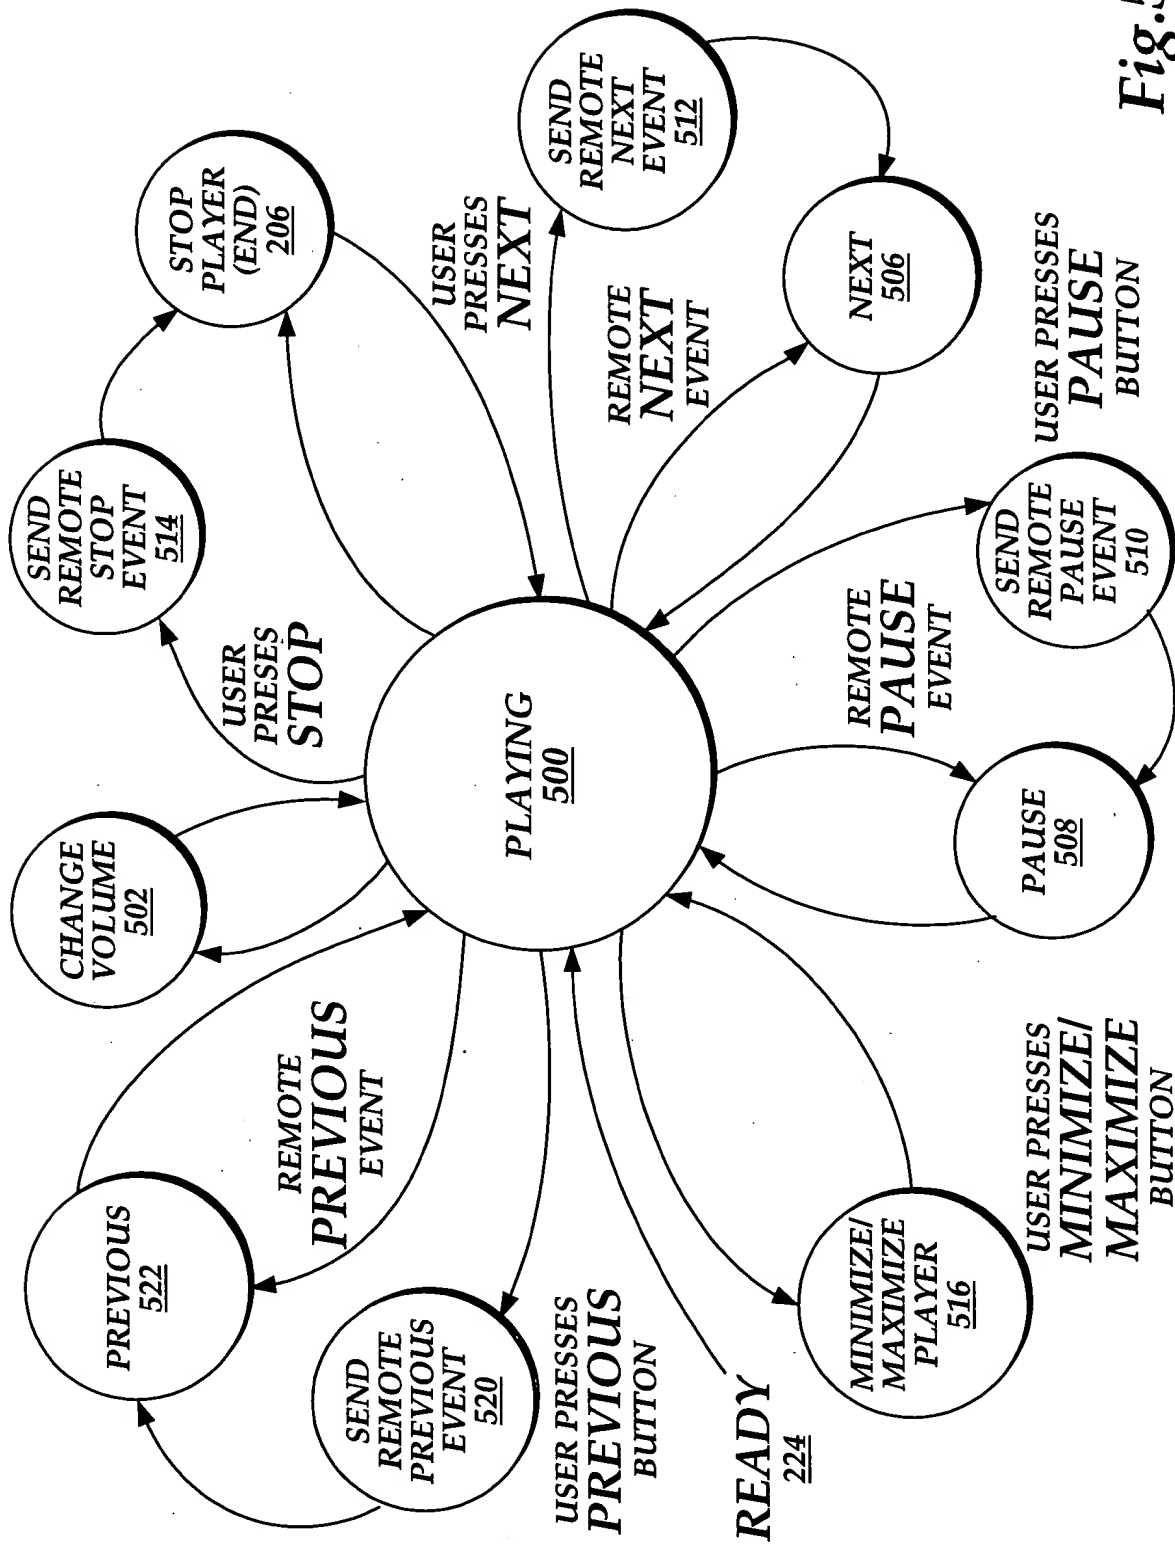 PREVIOUS
522
CHANGE
VOLUME
502
SEND
REMOTE
STOP
EVENT
514
STOP
PLAYER
(END)
206
USER
PRESES
STOP
REMOTE
PREVIOUS
EVENT
SEND
REMOTE
PREVIOUS
EVENT
520
USER
PRESSES
NEXT
SEND
REMOTE
NEXT
EVENT
512
PLAYING
500
USER PRESSES
PREVIOUS
BUTTON
REMOTE
NEXT
EVENT
READY
224
NEXT
506
REMOTE
PAUSE
EVENT
MINIMIZE/
MAXIMIZE
PLAYER
516
PAUSE
508
SEND
REMOTE
PAUSE
EVENT
510
USER PRESSES
PAUSE
BUTTON
USER PRESSES
MINIMIZE/
MAXIMIZE
BUTTON
Fig.5